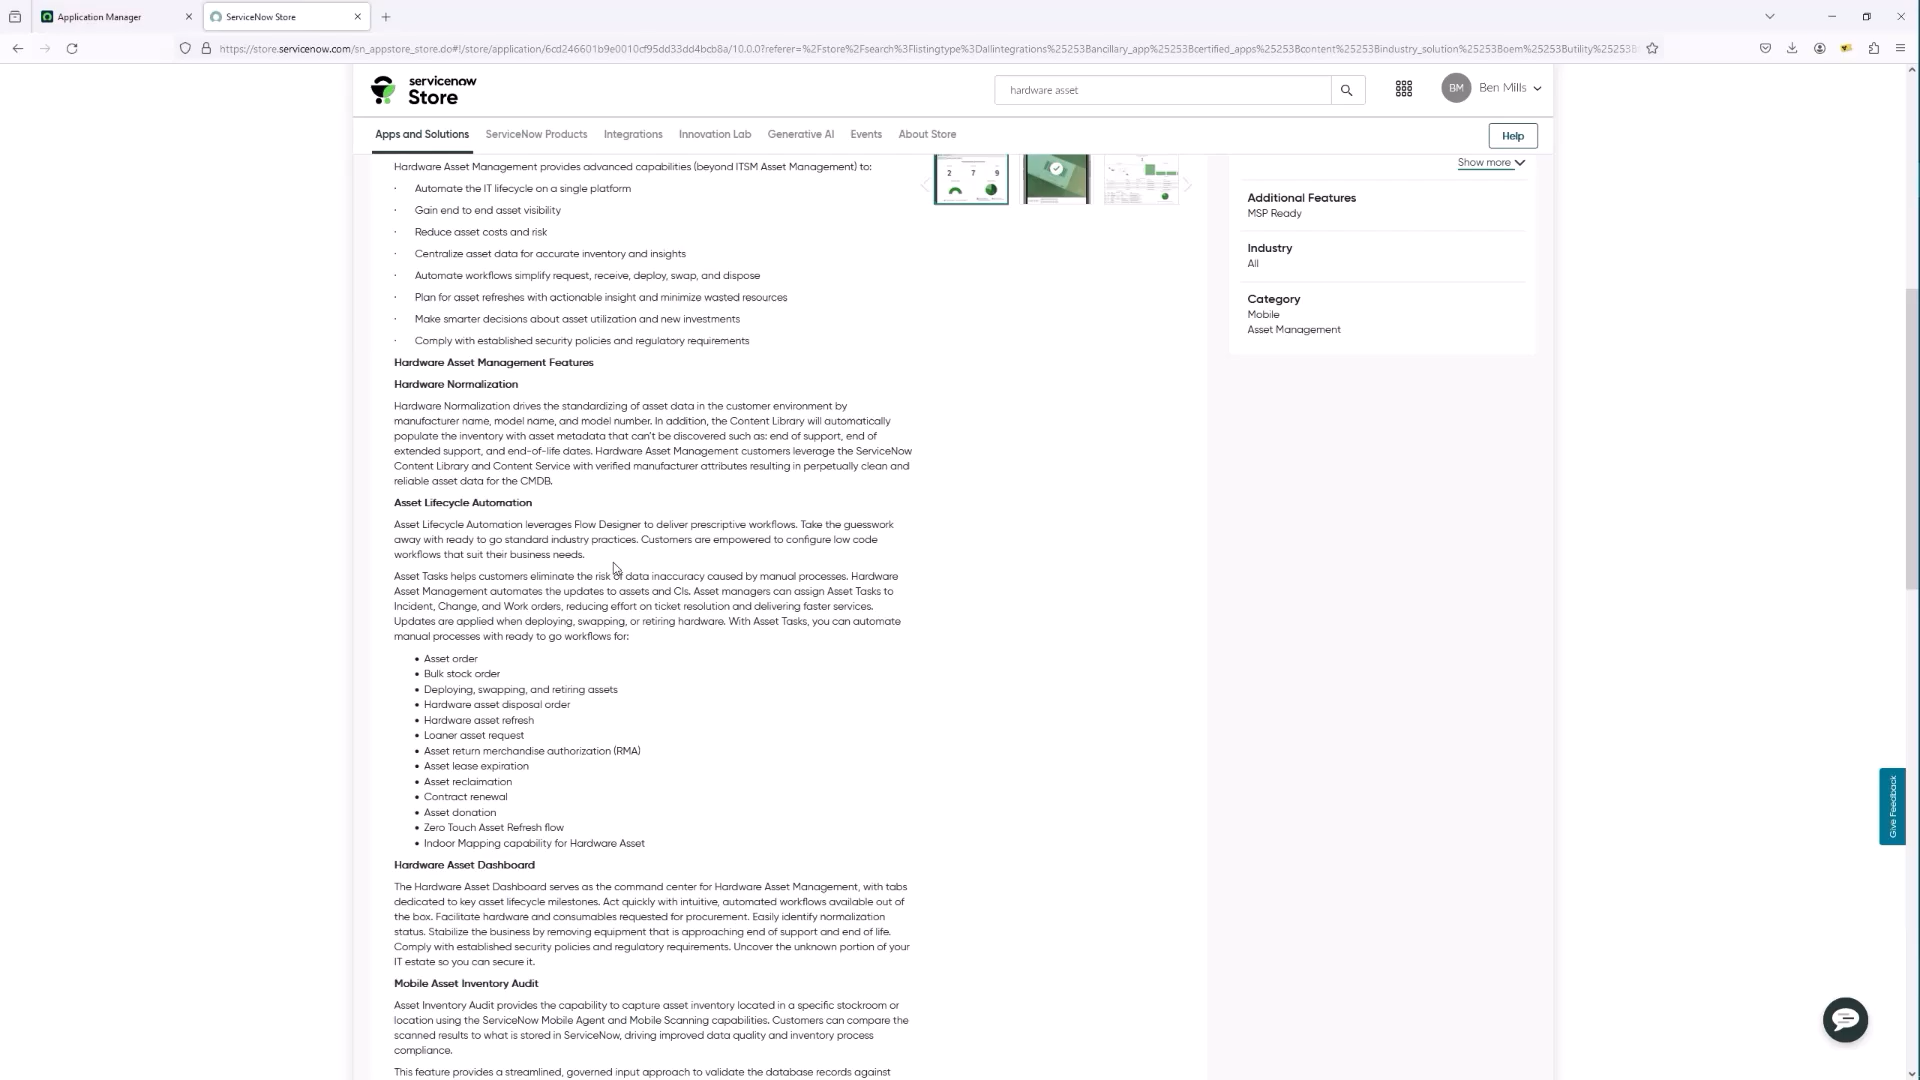 Application Manager
ServiceNow Store
https://store.servicenow.com/sn_appstore_store.do#!/store/application/6cd246601b9e0010cf95dd33dd4bcb8a/10.0.0?referer=%2Fstore%2Fsearch%3Flistingtype%3Dallintegrations%25253Bancillary_app%25253Bcertified_apps%25253Bcontent%25253Bindustry_solution%25253Boem%25253Butility%25253B
servicenow
Store
hardware asset
BM
Ben Mills
Apps and Solutions
ServiceNow Products
Integrations
Innovation Lab
Generative AI
Events
About Store
Help
Hardware Asset Management provides advanced capabilities (beyond ITSM Asset Management) to:
· Automate the IT lifecycle on a single platform
· Gain end to end asset visibility
· Reduce asset costs and risk
· Centralize asset data for accurate inventory and insights
· Automate workflows simplify request, receive, deploy, swap, and dispose
· Plan for asset refreshes with actionable insight and minimize wasted resources
· Make smarter decisions about asset utilization and new investments
· Comply with established security policies and regulatory requirements
Hardware Asset Management Features
Hardware Normalization
Hardware Normalization drives the standardizing of asset data in the customer environment by
manufacturer name, model name, and model number. In addition, the Content Library will automatically
populate the inventory with asset metadata that can't be discovered such as: end of support, end of
extended support, and end-of-life dates. Hardware Asset Management customers leverage the ServiceNow
Content Library and Content Service with verified manufacturer attributes resulting in perpetually clean and
reliable asset data for the CMDB.
Asset Lifecycle Automation
Asset Lifecycle Automation leverages Flow Designer to deliver prescriptive workflows. Take the guesswork
away with ready to go standard industry practices. Customers are empowered to configure low code
workflows that suit their business needs.
Asset Tasks helps customers eliminate the risk of data inaccuracy caused by manual processes. Hardware
Asset Management automates the updates to assets and CIs. Asset managers can assign Asset Tasks to
Incident, Change, and Work orders, reducing effort on ticket resolution and delivering faster services.
Updates are applied when deploying, swapping, or retiring hardware. With Asset Tasks, you can automate
manual processes with ready to go workflows for:
• Asset order
• Bulk stock order
• Deploying, swapping, and retiring assets
• Hardware asset disposal order
• Hardware asset refresh
• Loaner asset request
• Asset return merchandise authorization (RMA)
• Asset lease expiration
• Asset reclaimation
• Contract renewal
• Asset donation
• Zero Touch Asset Refresh flow
• Indoor Mapping capability for Hardware Asset
Hardware Asset Dashboard
The Hardware Asset Dashboard serves as the command center for Hardware Asset Management, with tabs
dedicated to key asset lifecycle milestones. Act quickly with intuitive, automated workflows available out of
the box. Facilitate hardware and consumables requested for procurement. Easily identify normalization
status. Stabilize the business by removing equipment that is approaching end of support and end of life.
Comply with established security policies and regulatory requirements. Uncover the unknown portion of your
IT estate so you can secure it.
Mobile Asset Inventory Audit
Asset Inventory Audit provides the capability to capture asset inventory located in a specific stockroom or
location using the ServiceNow Mobile Agent and Mobile Scanning capabilities. Customers can compare the
scanned results to what is stored in ServiceNow, driving improved data quality and inventory process
compliance.
This feature provides a streamlined, governed input approach to validate the database records against
2 7 9
Show more
Additional Features
MSP Ready
Industry
All
Category
Mobile
Asset Management
Give Feedback